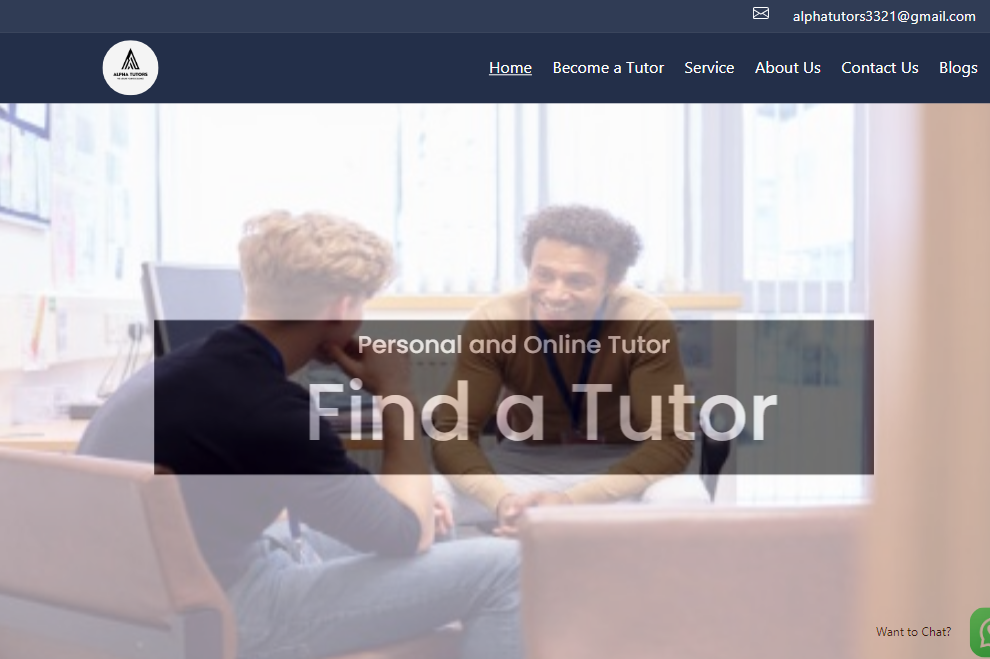 alphatutors3321@gmail.com
ALPHA TUTORS
Home Become a Tutor Service About Us Contact Us Blogs
Personal and Online Tutor
Find a Tutor
Want to Chat?